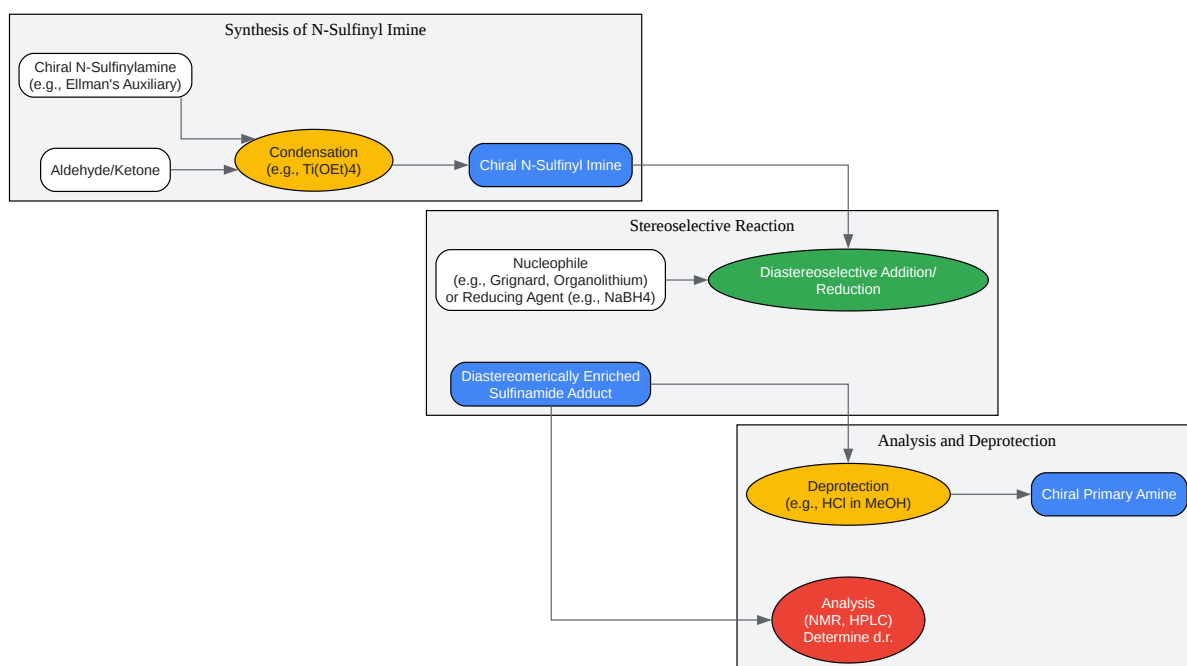 Synthesis of N-Sulfinyl Imine
Chiral N-Sulfinylamine
(e.g., Ellman's Auxiliary)
Aldehyde/Ketone
Condensation
(e.g., Ti(OEt)4)
Chiral N-Sulfinyl Imine
Stereoselective Reaction
Nucleophile
(e.g., Grignard, Organolithium)
or Reducing Agent (e.g., NaBH4)
Diastereoselective Addition/
Reduction
Diastereomerically Enriched
Sulfinamide Adduct
Analysis and Deprotection
Deprotection
(e.g., HCl in MeOH)
Chiral Primary Amine
Analysis
(NMR, HPLC)
Determine d.r.